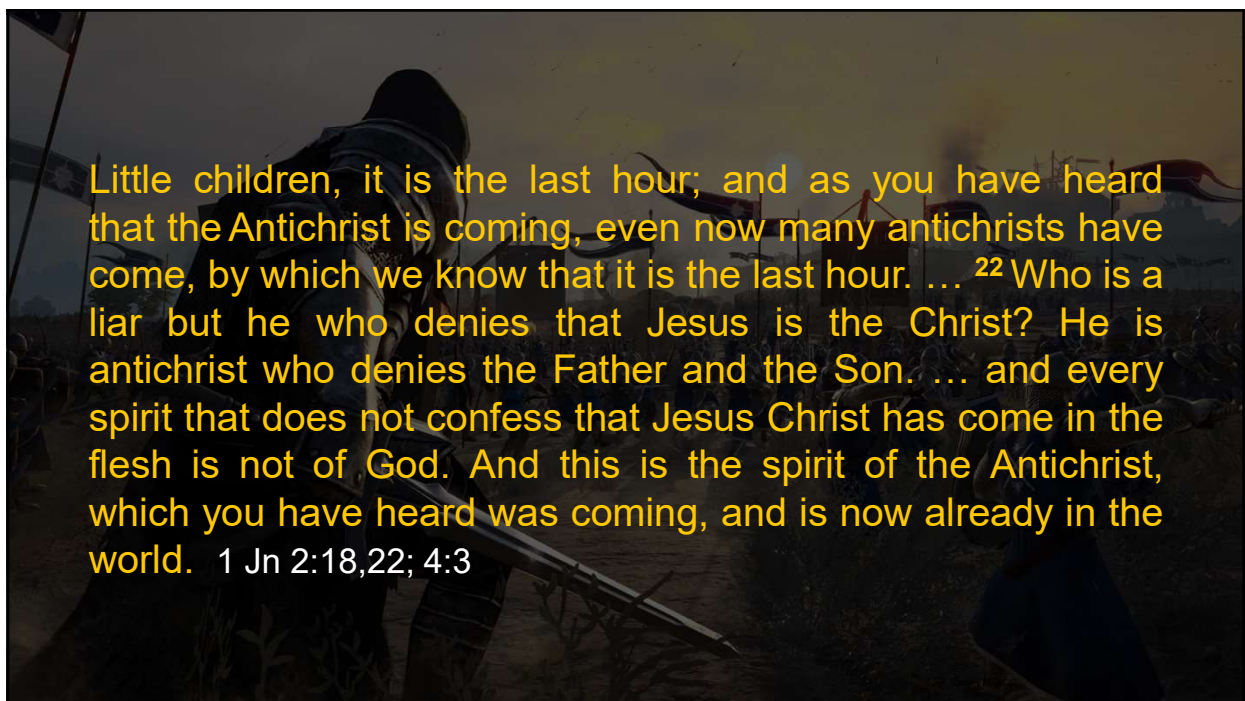 Little children, it is the last hour; and as you have heard
that the Antichrist is coming, even now many antichrists have
come, by which we know that it is the last hour. … 22 Who is a
liar but he who denies that Jesus is the Christ? He is
antichrist who denies the Father and the Son. … and every
spirit that does not confess that Jesus Christ has come in the
flesh is not of God. And this is the spirit of the Antichrist,
which you have heard was coming, and is now already in the
world. 1 Jn 2:18,22; 4:3